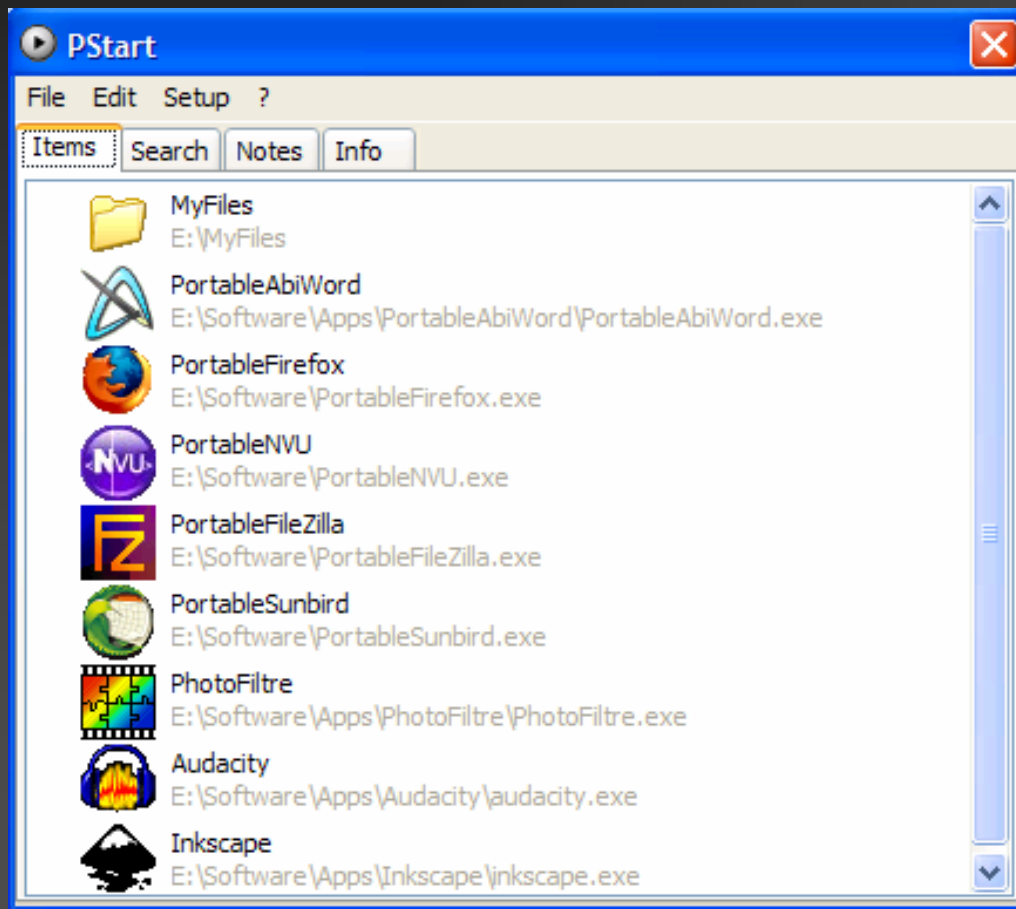 PStart
File Edit Setup ?
Items Search Notes Info
MyFiles
E:\MyFiles
PortableAbiWord
E:\Software\Apps\PortableAbiWord\PortableAbiWord.exe
PortableFirefox
E:\Software\PortableFirefox.exe
NVU
PortableNVU
E:\Software\PortableNVU.exe
FZ
PortableFileZilla
E:\Software\PortableFileZilla.exe
PortableSunbird
E:\Software\PortableSunbird.exe
PhotoFiltre
E:\Software\Apps\PhotoFiltre\PhotoFiltre.exe
Audacity
E:\Software\Apps\Audacity\audacity.exe
Inkscape
E:\Software\Apps\Inkscape\inkscape.exe